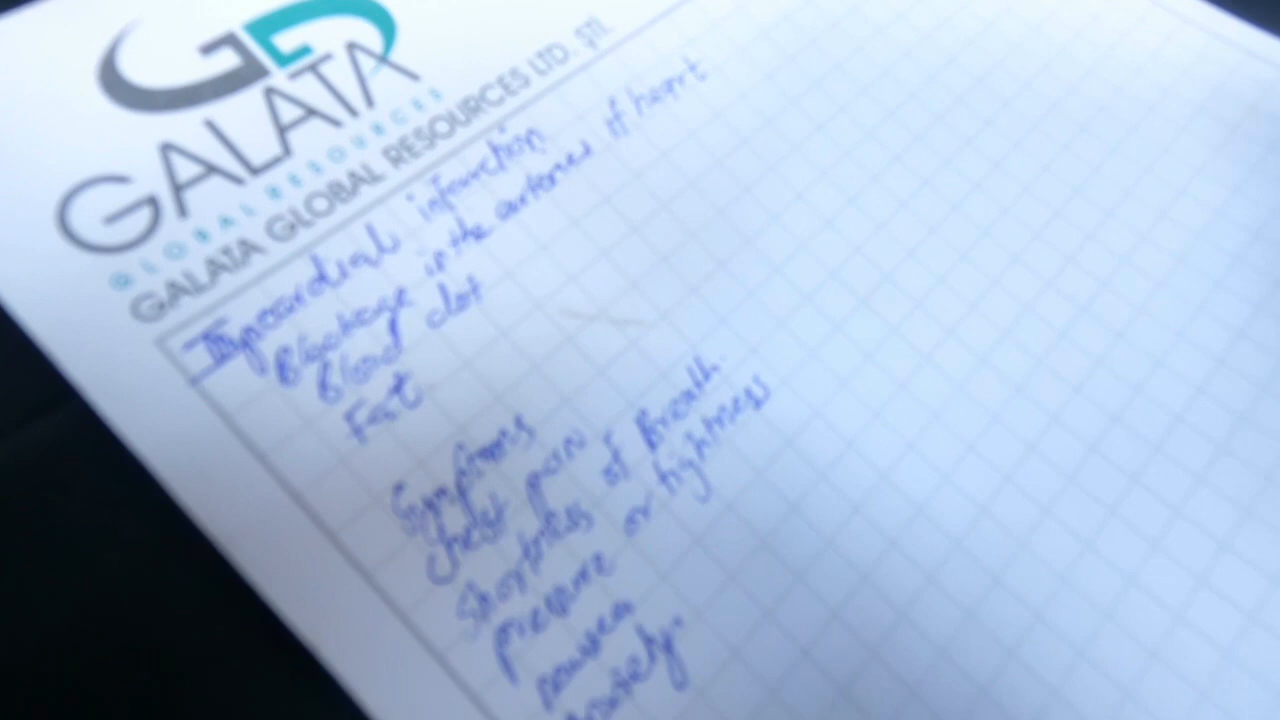 GALATA
GLOBAL RESOURCES
GALATA GLOBAL RESOURCES LTD. ŞTİ.
Myocardial infarction
Blockage in the arteries of heart
Blood clot
Fat
Symptoms
Chest pain
Shortness of Breath
pressure or tightness
nausea